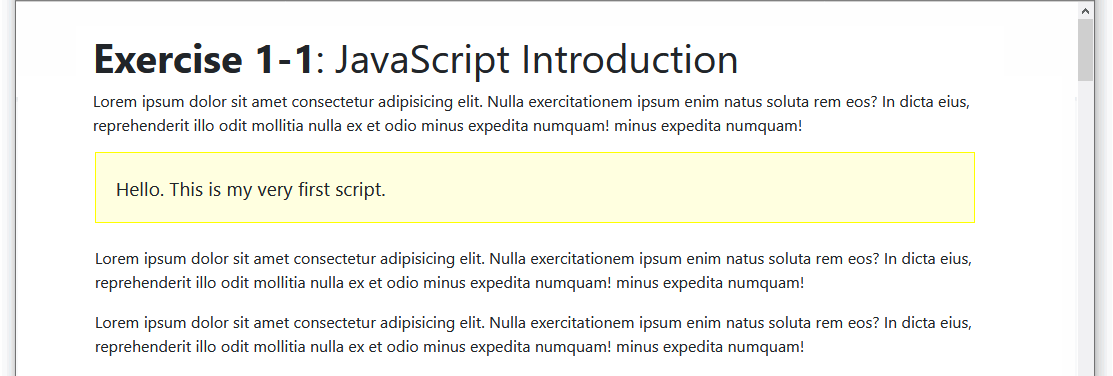 Exercise 1-1: JavaScript Introduction
Lorem ipsum dolor sit amet consectetur adipisicing elit. Nulla exercitationem ipsum enim natus soluta rem eos? In dicta eius,
reprehenderit illo odit mollitia nulla ex et odio minus expedita numquam! minus expedita numquam!
Hello. This is my very first script.
Lorem ipsum dolor sit amet consectetur adipisicing elit. Nulla exercitationem ipsum enim natus soluta rem eos? In dicta eius,
reprehenderit illo odit mollitia nulla ex et odio minus expedita numquam! minus expedita numquam!
Lorem ipsum dolor sit amet consectetur adipisicing elit. Nulla exercitationem ipsum enim natus soluta rem eos? In dicta eius,
reprehenderit illo odit mollitia nulla ex et odio minus expedita numquam! minus expedita numquam!